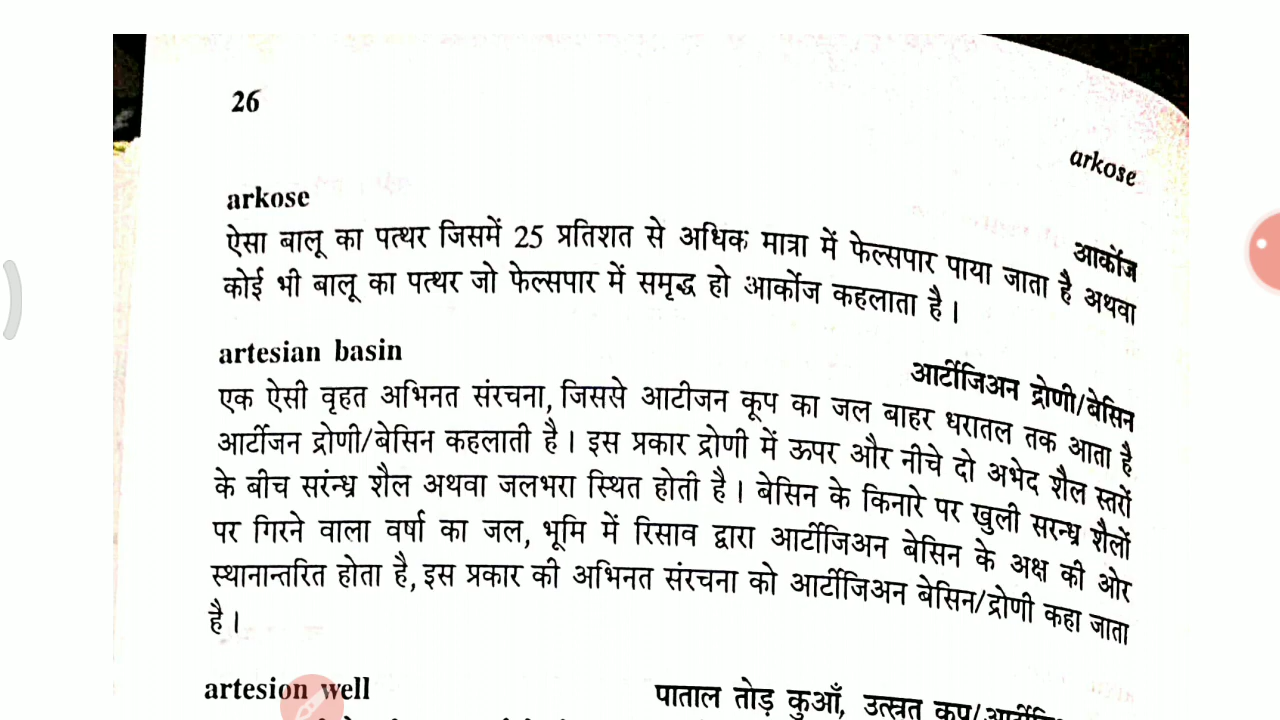 26
arkose
arkose
आर्कोज
ऐसा बालू का पत्थर जिसमें 25 प्रतिशत से अधिक मात्रा में फेल्सपार पाया जाता है अथवा
कोई भी बालू का पत्थर जो फेल्सपार में समृद्ध हो आर्कोज कहलाता है।
artesian basin
आर्टीजिअन द्रोणी/बेसिन
एक ऐसी वृहत अभिनत संरचना, जिससे आटीजन कूप का जल बाहर धरातल तक आता है
आर्टीजन द्रोणी/बेसिन कहलाती है। इस प्रकार द्रोणी में ऊपर और नीचे दो अभेद शैल स्तरों
के बीच सरंन्ध्र शैल अथवा जलभरा स्थित होती है। बेसिन के किनारे पर खुली सरन्ध्र शैलों
पर गिरने वाला वर्षा का जल, भूमि में रिसाव द्वारा आर्टीजिअन बेसिन के अक्ष की ओर
स्थानान्तरित होता है, इस प्रकार की अभिनत संरचना को आर्टीजिअन बेसिन/द्रोणी कहा जाता
है।
artesion well
पाताल तोड़ कुआँ,